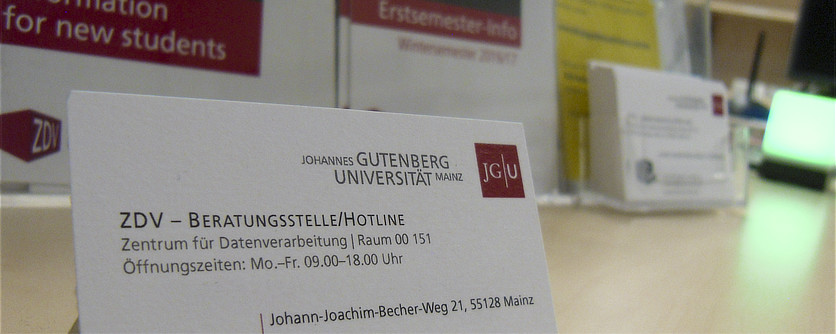 formation
for new students
ZDV
Erstsemester-Info
Wintersemester 2016/17
JOHANNES GUTENBERG
UNIVERSITÄT MAINZ
JG|U
ZDV – BERATUNGSSTELLE/HOTLINE
Zentrum für Datenverarbeitung | Raum 00 151
Öffnungszeiten: Mo.–Fr. 09.00–18.00 Uhr
Johann-Joachim-Becher-Weg 21, 55128 Mainz